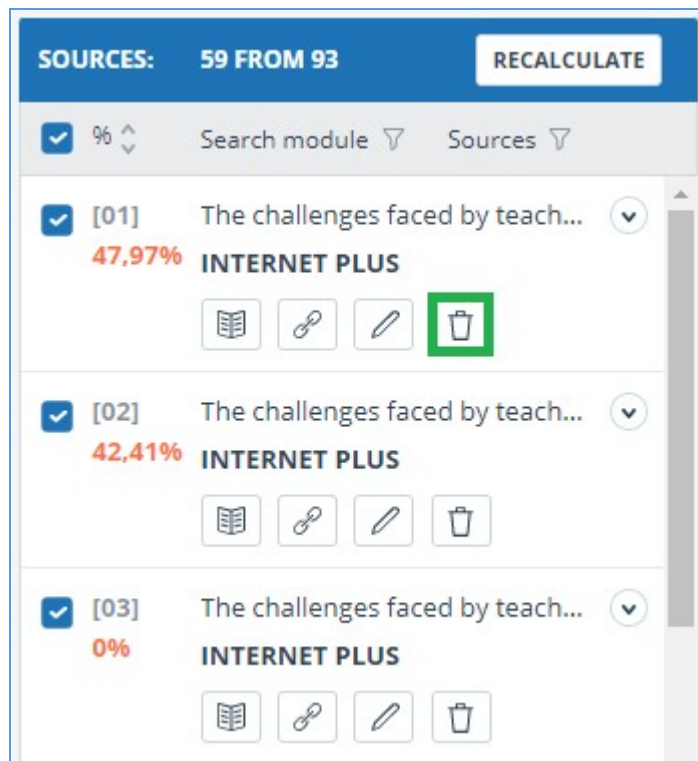 SOURCES: 59 FROM 93 RECALCULATE
% Search module Sources
[01] The challenges faced by teach...
47,97% INTERNET PLUS
[02] The challenges faced by teach...
42,41% INTERNET PLUS
[03] The challenges faced by teach...
0% INTERNET PLUS